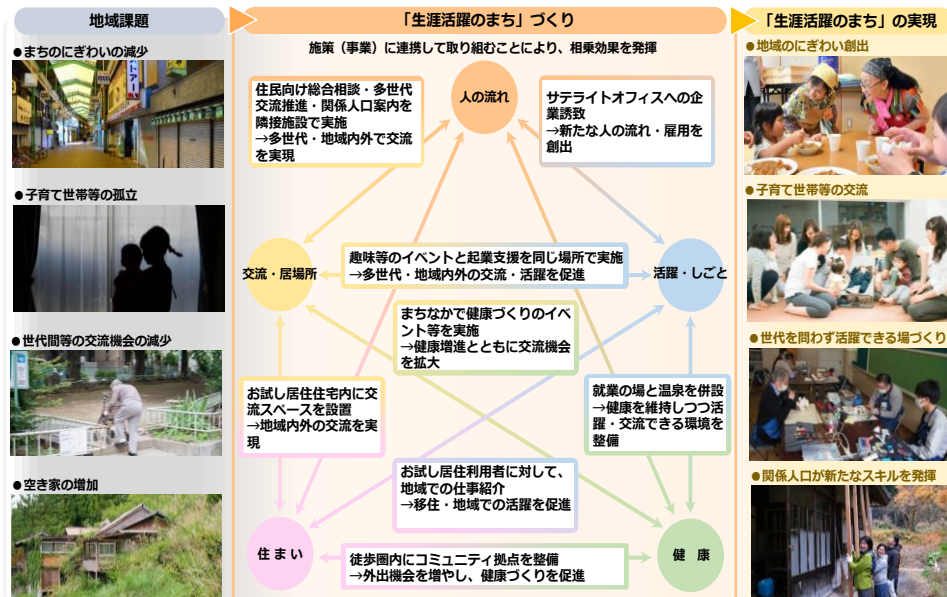 地域課題
●まちのにぎわいの減少
●子育て世帯等の孤立
●世代間等の交流機会の減少
●空き家の増加
「生涯活躍のまち」づくり
施策（事業）に連携して取り組むことにより、相乗効果を発揮
人の流れ
住民向け総合相談・多世代
交流推進・関係人口案内を
隣接施設で実施
→多世代・地域内外で交流
を実現
サテライトオフィスへの企
業誘致
→新たな人の流れ・雇用を
創出
交流・居場所
趣味等のイベントと起業支援を同じ場所で実施
→多世代・地域内外の交流・活躍を促進
活躍・しごと
まちなかで健康づくりのイベ
ント等を実施
→健康増進とともに交流機会
を拡大
お試し居住住宅内に交
流スペースを設置
→地域内外の交流を実
現
就業の場と温泉を併設
→健康を維持しつつ活
躍・交流できる環境を
整備
お試し居住利用者に対して、
地域での仕事紹介
→移住・地域での活躍を促進
住まい
徒歩圏内にコミュニティ拠点を整備
→外出機会を増やし、健康づくりを促進
健康
「生涯活躍のまち」の実現
●地域のにぎわい創出
●子育て世帯等の交流
●世代を問わず活躍できる場づくり
●関係人口が新たなスキルを発揮